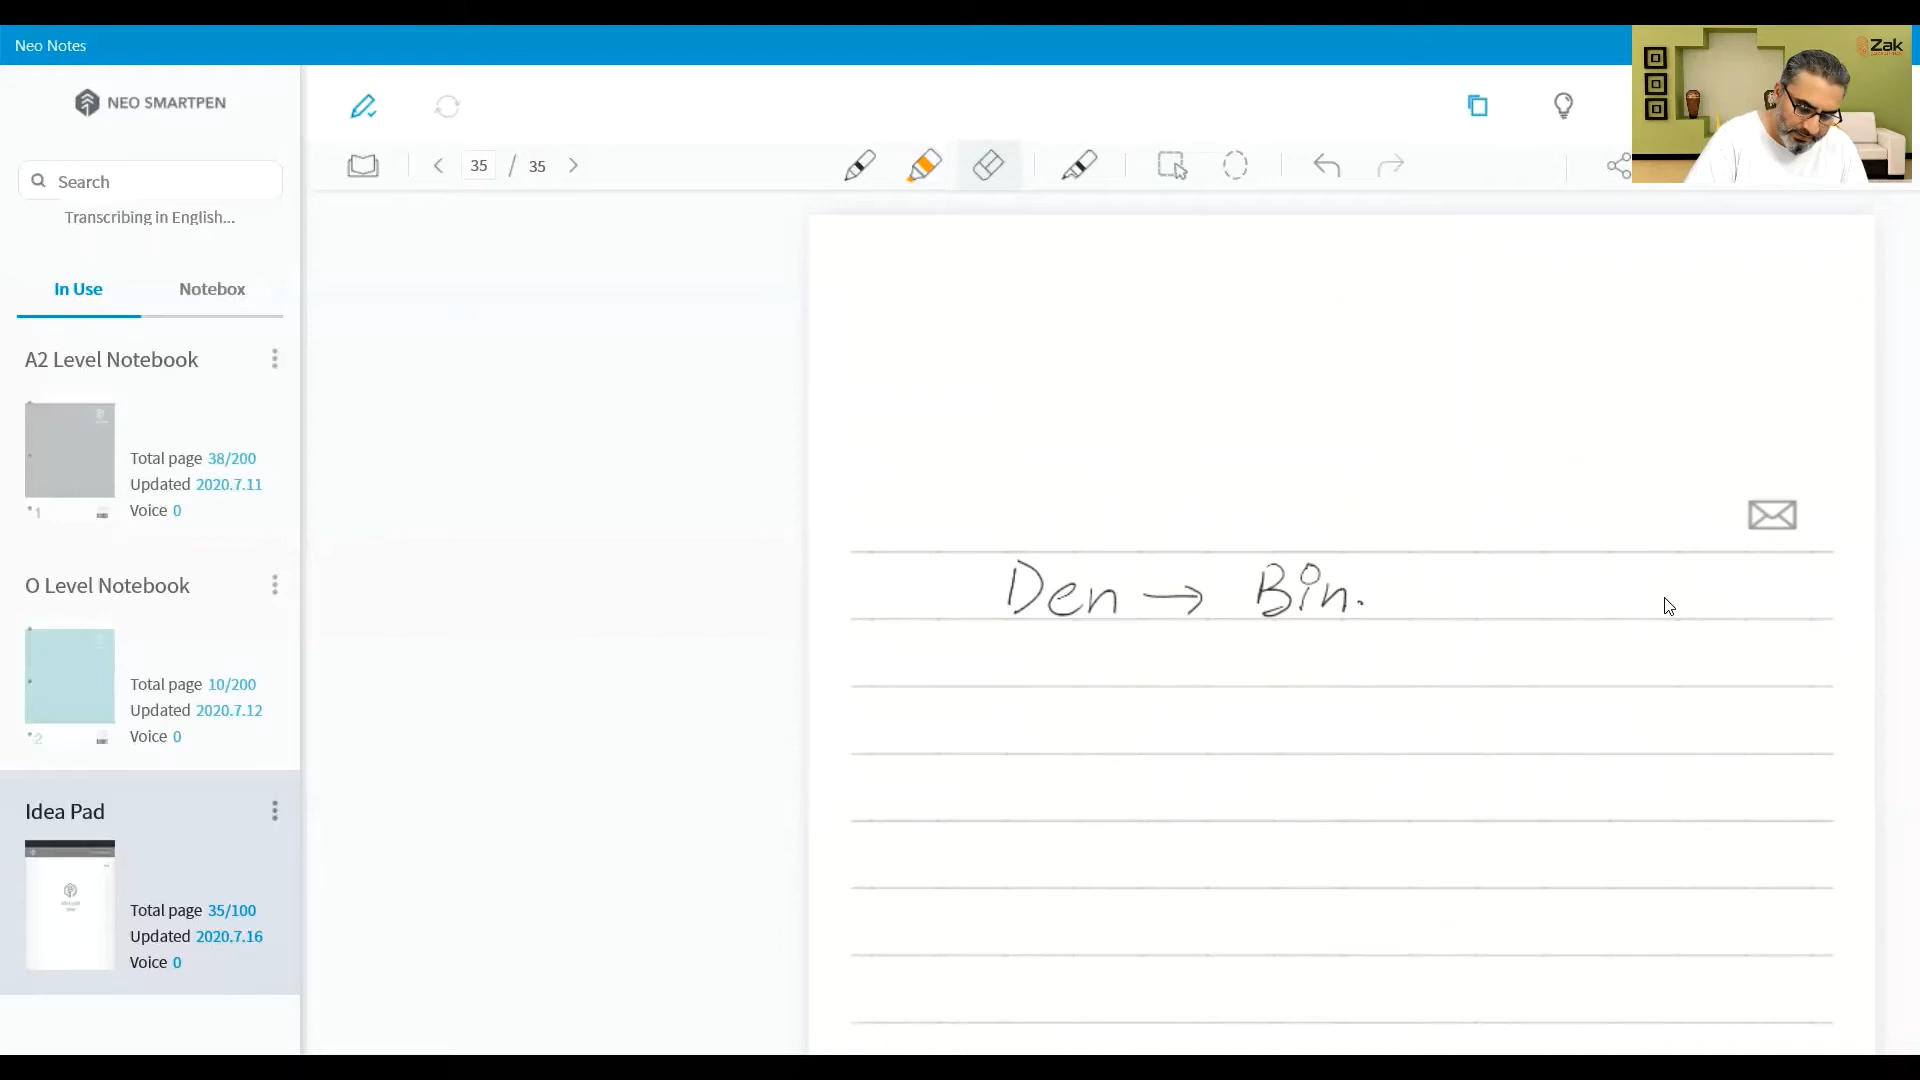 Neo Notes
Zak
NEO SMARTPEN
35 / 35
Search
Transcribing in English...
In Use
Notebox
A2 Level Notebook
Total page 38/200
Updated 2020.7.11
Voice 0
1
O Level Notebook
Total page 10/200
Updated 2020.7.12
Voice 0
2
Idea Pad
Total page 35/100
Updated 2020.7.16
Voice 0
Den → Bin.